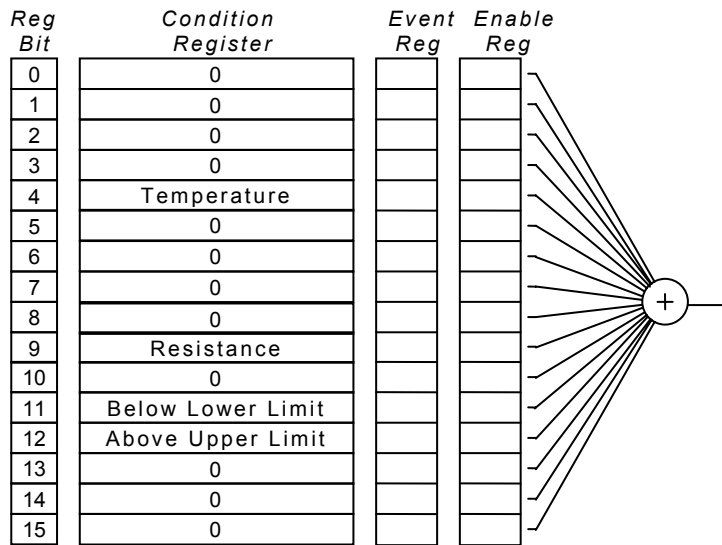 Reg Bit Condition Register Event Reg Enable Reg
0 0
1 0
2 0
3 0
4 Temperature
5 0
6 0
7 0
8 0
9 Resistance
10 0
11 Below Lower Limit
12 Above Upper Limit
13 0
14 0
15 0
+